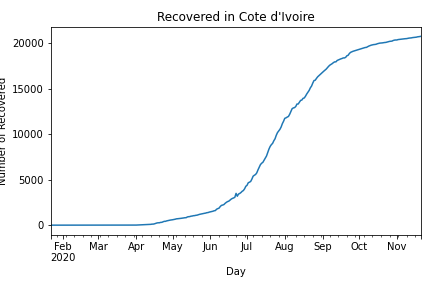 Recovered in Cote d'Ivoire
Number of Recovered
20000
15000
10000
5000
0
Feb Mar Apr May Jun Jul Aug Sep Oct Nov
2020
Day